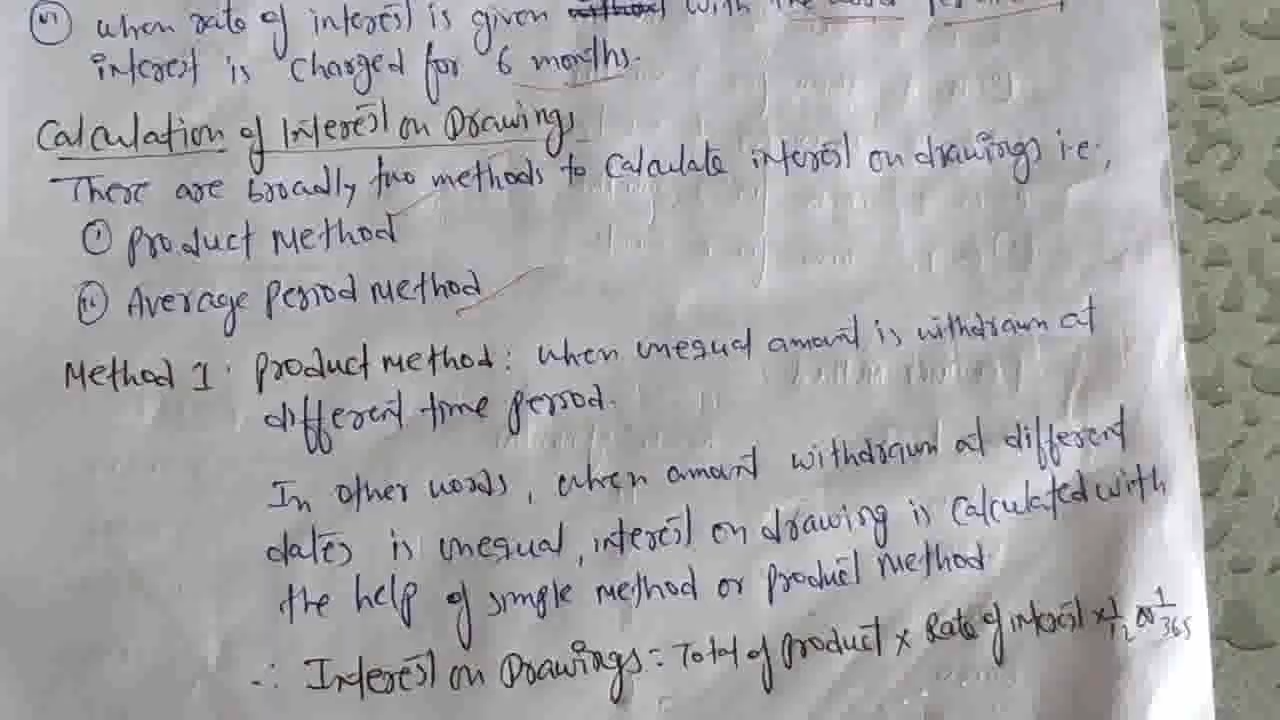 when rate of interest is given with the
interest is charged for 6 months.
Calculation of Interest on Drawings
There are broadly two methods to calculate interest on drawings i.e.,
(i) Product Method
(ii) Average Period Method
Method 1: Product method: when unequal amount is withdrawn at
different time period.
In other words, when amount withdrawn at different
dates is unequal, interest on drawing is calculated with
the help of simple method or product method
∴ Interest on Drawings = Total of product × Rate of interest × 1/12 or 1/365